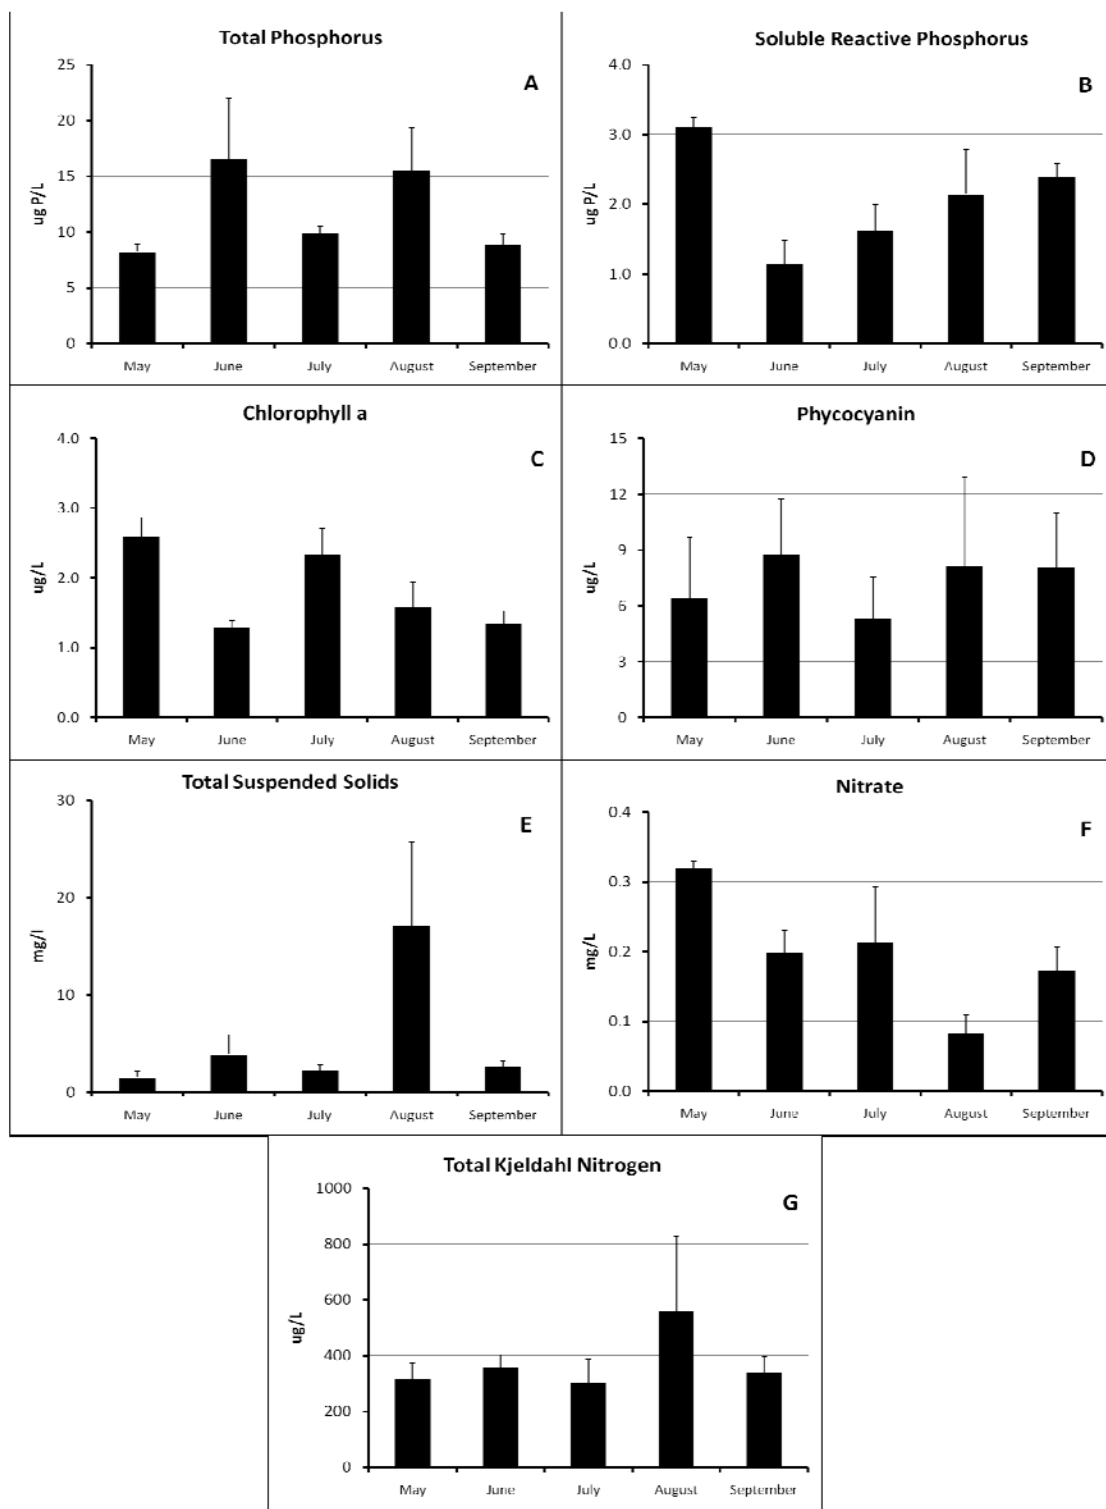 Total Phosphorus
A
ug P/L
25
20
15
10
5
0
May June July August September
Soluble Reactive Phosphorus
B
ug P/L
4.0
3.0
2.0
1.0
0.0
May June July August September
Chlorophyll a
C
ug/L
4.0
3.0
2.0
1.0
0.0
May June July August September
Phycocyanin
D
ug/L
15
12
9
6
3
0
May June July August September
Total Suspended Solids
E
mg/l
30
20
10
0
May June July August September
Nitrate
F
mg/L
0.4
0.3
0.2
0.1
0.0
May June July August September
Total Kjeldahl Nitrogen
G
ug/L
1000
800
600
400
200
0
May June July August September